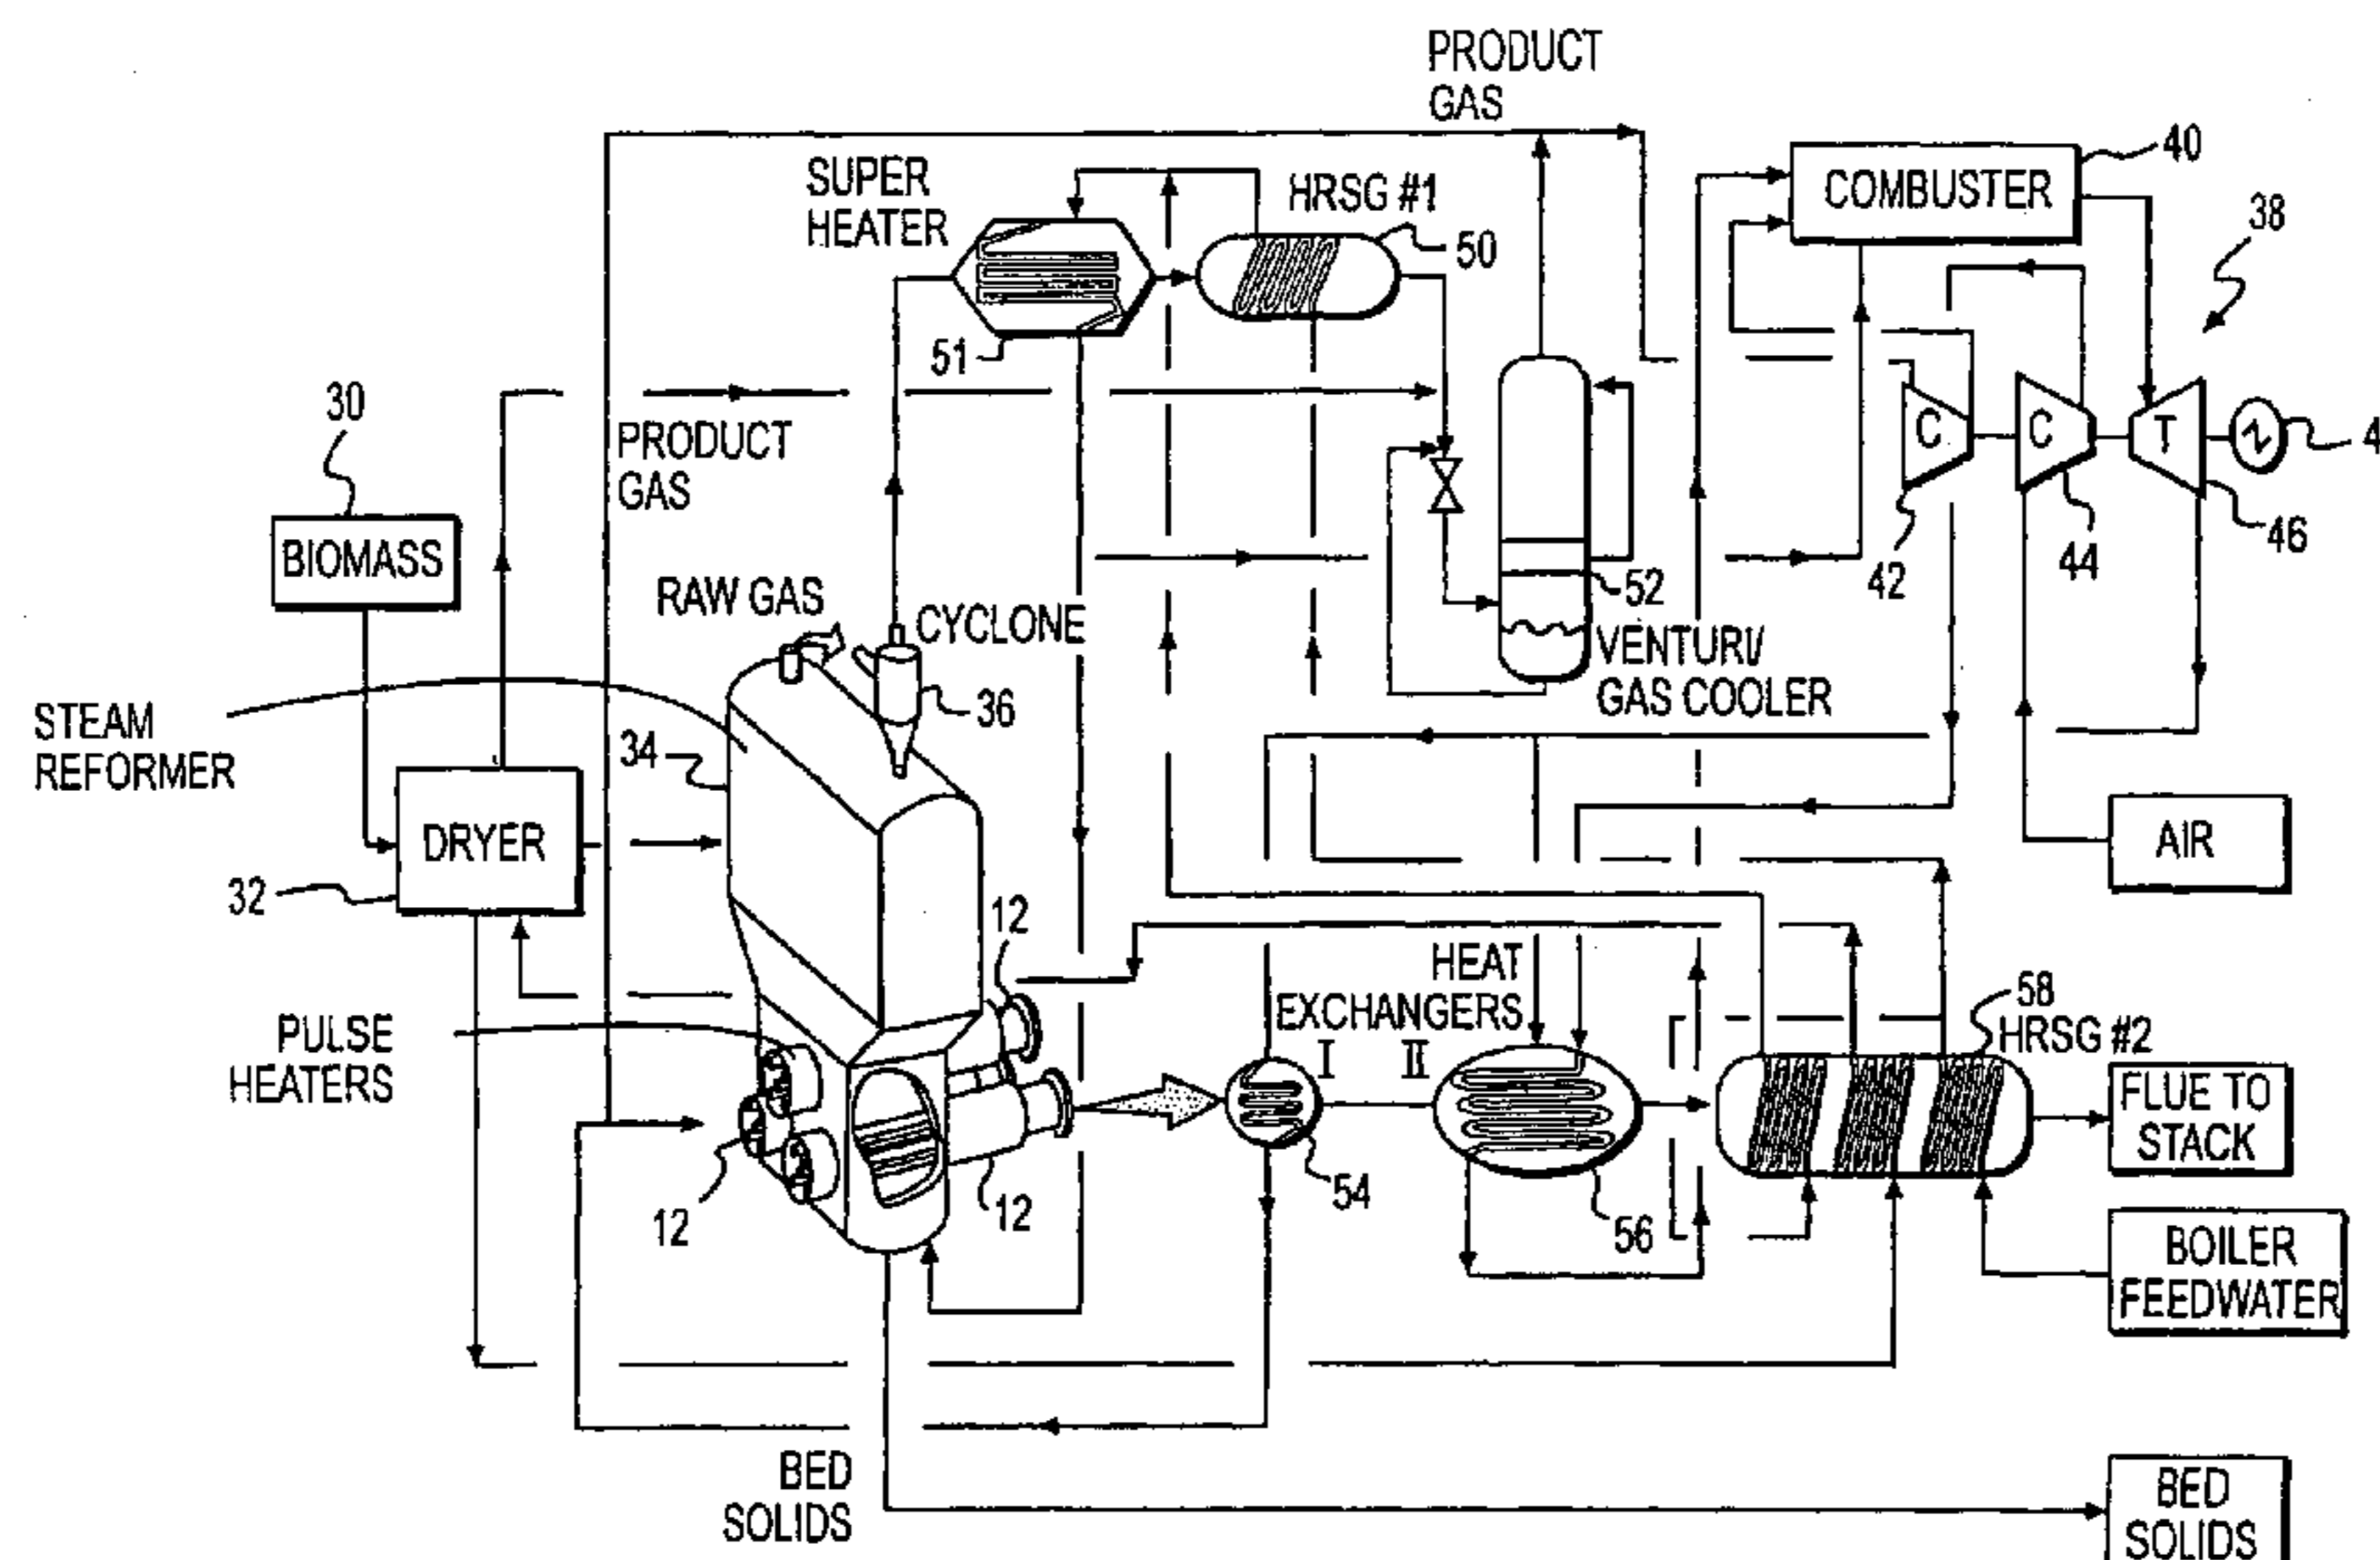 PRODUCT
GAS
SUPER
HEATER
HRSG #1
50
51
COMBUSTER
40
38
30
PRODUCT
GAS
BIOMASS
C
C
T
4
42
44
46
RAW GAS
CYCLONE
36
52
VENTURI/
GAS COOLER
STEAM
REFORMER
34
DRYER
32
AIR
12
HEAT
EXCHANGERS
I
II
58
HRSG #2
PULSE
HEATERS
FLUE TO
STACK
54
56
12
12
BOILER
FEEDWATER
BED
SOLIDS
BED
SOLIDS